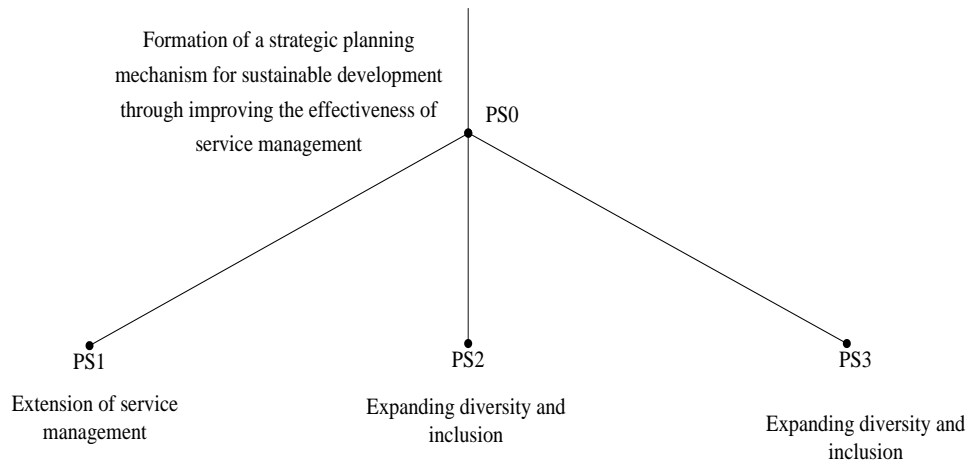 Formation of a strategic planning
mechanism for sustainable development
through improving the effectiveness of
service management
PS0
PS1
Extension of service
management
PS2
Expanding diversity and
inclusion
PS3
Expanding diversity and
inclusion